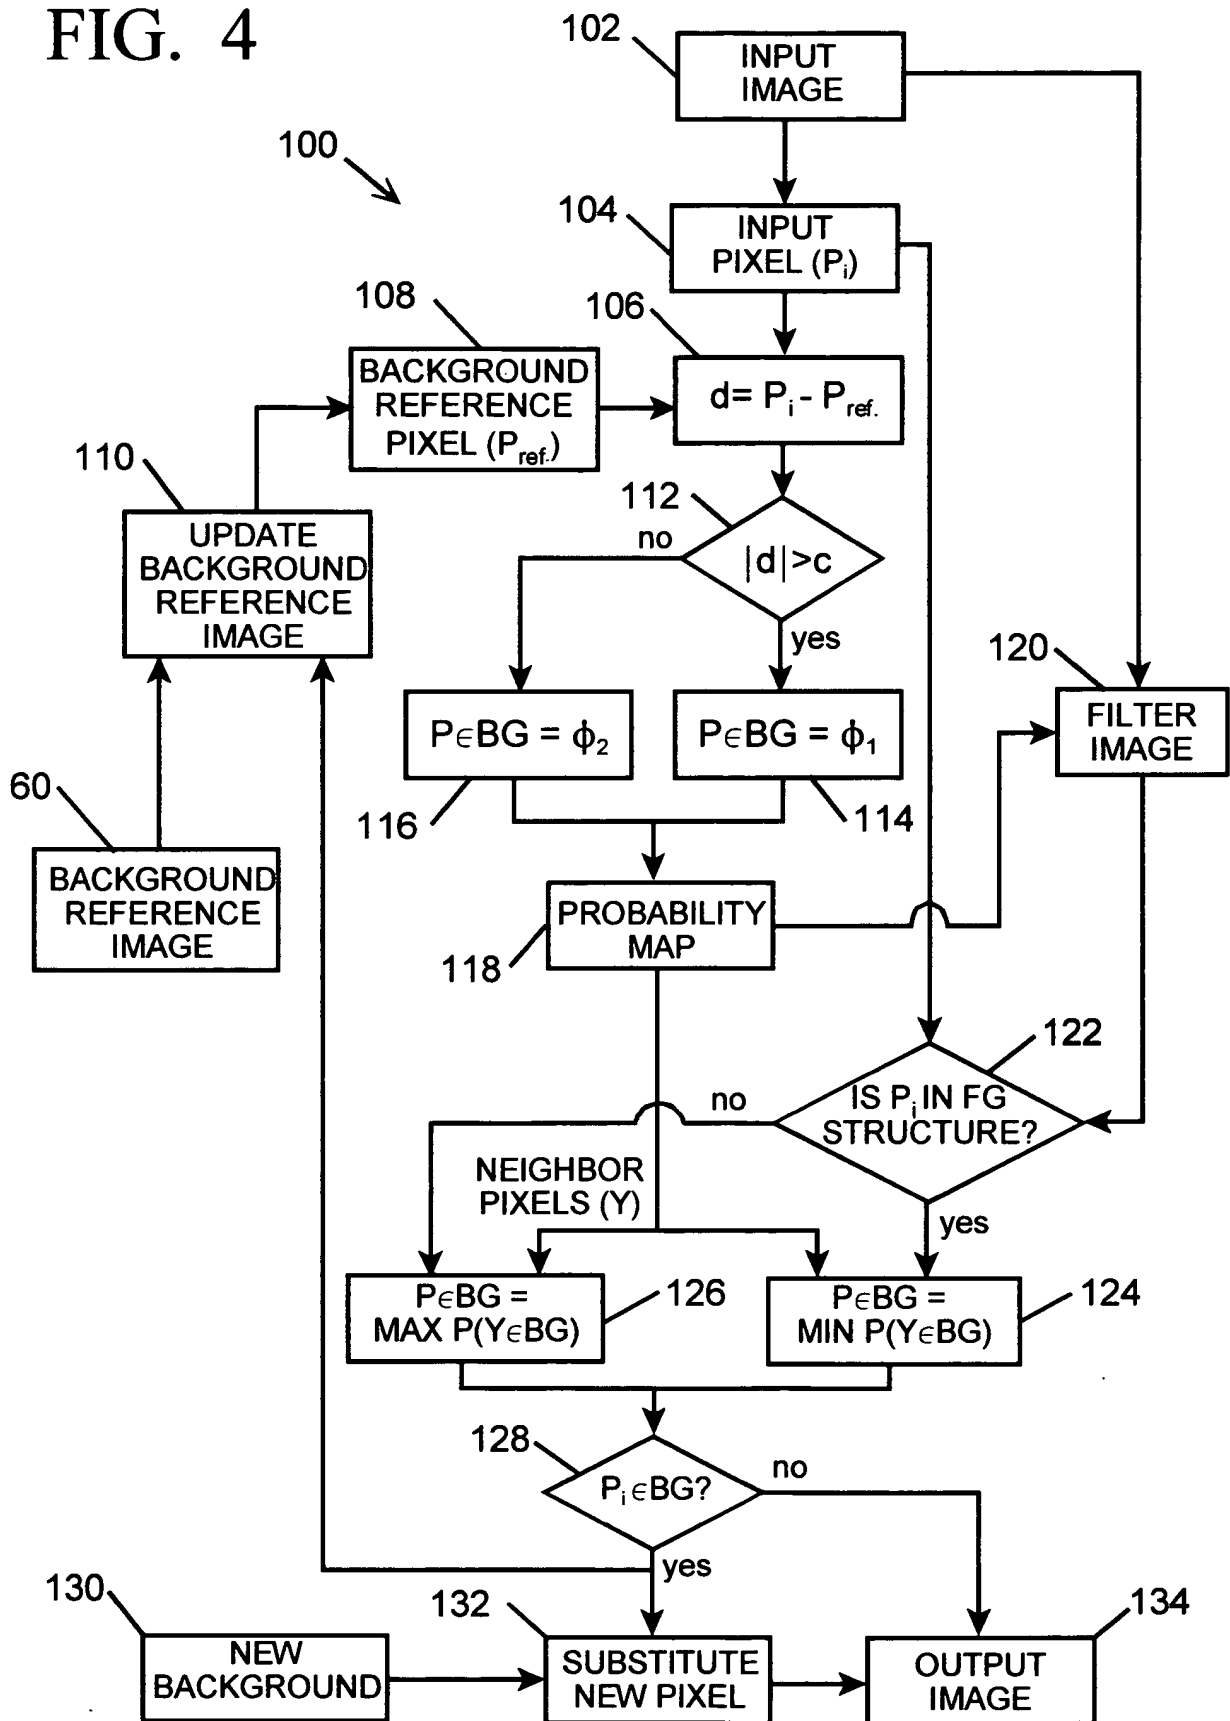 FIG. 4
102
INPUT
IMAGE
100
104
INPUT
PIXEL (Pi)
108
106
BACKGROUND
REFERENCE
PIXEL (Pref.)
d= Pi - Pref.
110
112
UPDATE
BACKGROUND
REFERENCE
IMAGE
no
|d|>c
yes
120
FILTER
IMAGE
P∈BG = ϕ2
P∈BG = ϕ1
60
116
114
BACKGROUND
REFERENCE
IMAGE
PROBABILITY
MAP
118
122
IS Pi IN FG
STRUCTURE?
no
NEIGHBOR
PIXELS (Y)
yes
P∈BG =
MAX P(Y∈BG)
126
P∈BG =
MIN P(Y∈BG)
124
128
Pi∈BG?
no
yes
130
132
134
NEW
BACKGROUND
SUBSTITUTE
NEW PIXEL
OUTPUT
IMAGE